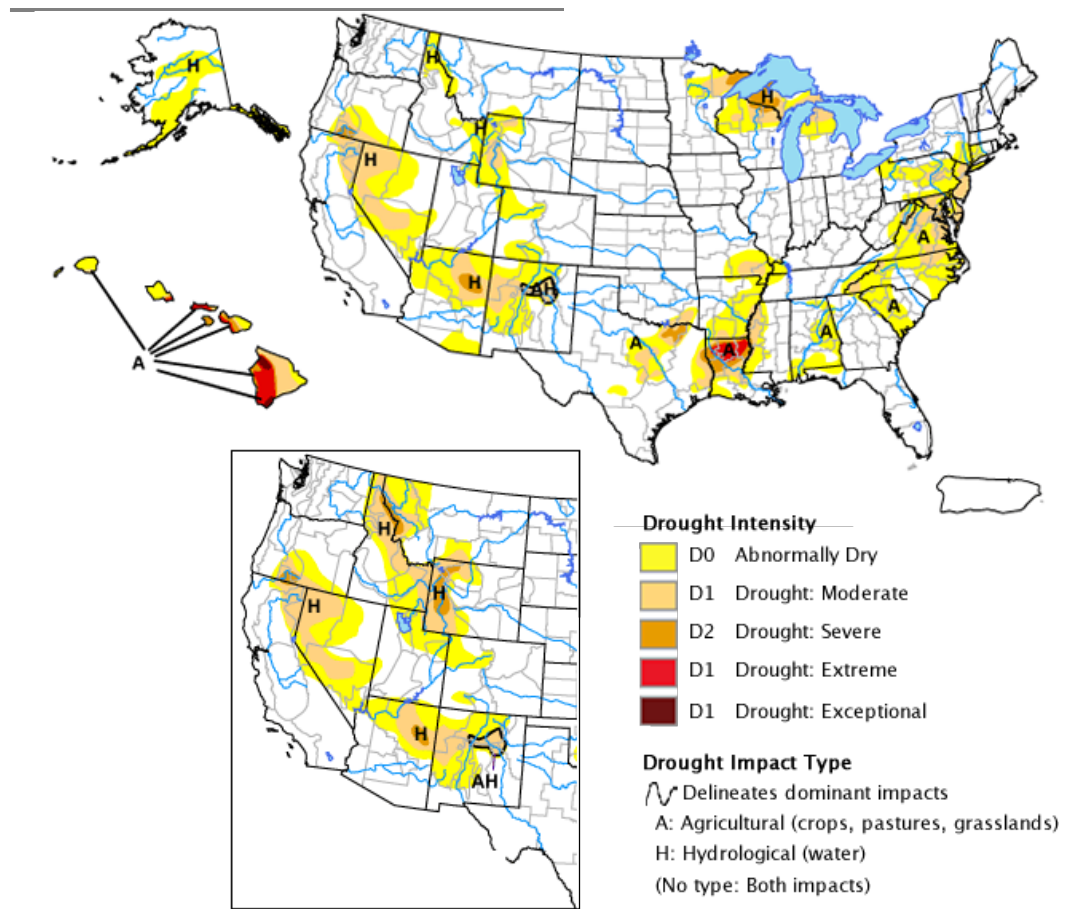 H
H
H
H
H
H
AH
A
A
A
A
A
A
H
H
H
H
AH
Drought Intensity
D0 Abnormally Dry
D1 Drought: Moderate
D2 Drought: Severe
D1 Drought: Extreme
D1 Drought: Exceptional
Drought Impact Type
Delineates dominant impacts
A: Agricultural (crops, pastures, grasslands)
H: Hydrological (water)
(No type: Both impacts)